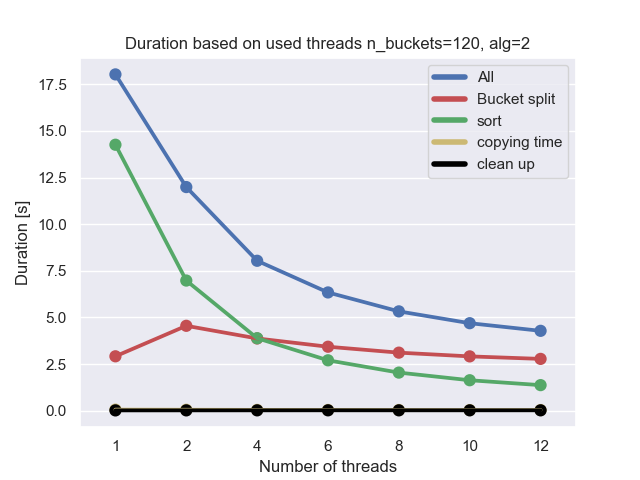 Duration based on used threads n_buckets=120, alg=2
All
Bucket split
sort
copying time
clean up
17.5
15.0
12.5
10.0
7.5
5.0
2.5
0.0
Duration [s]
1 2 4 6 8 10 12
Number of threads